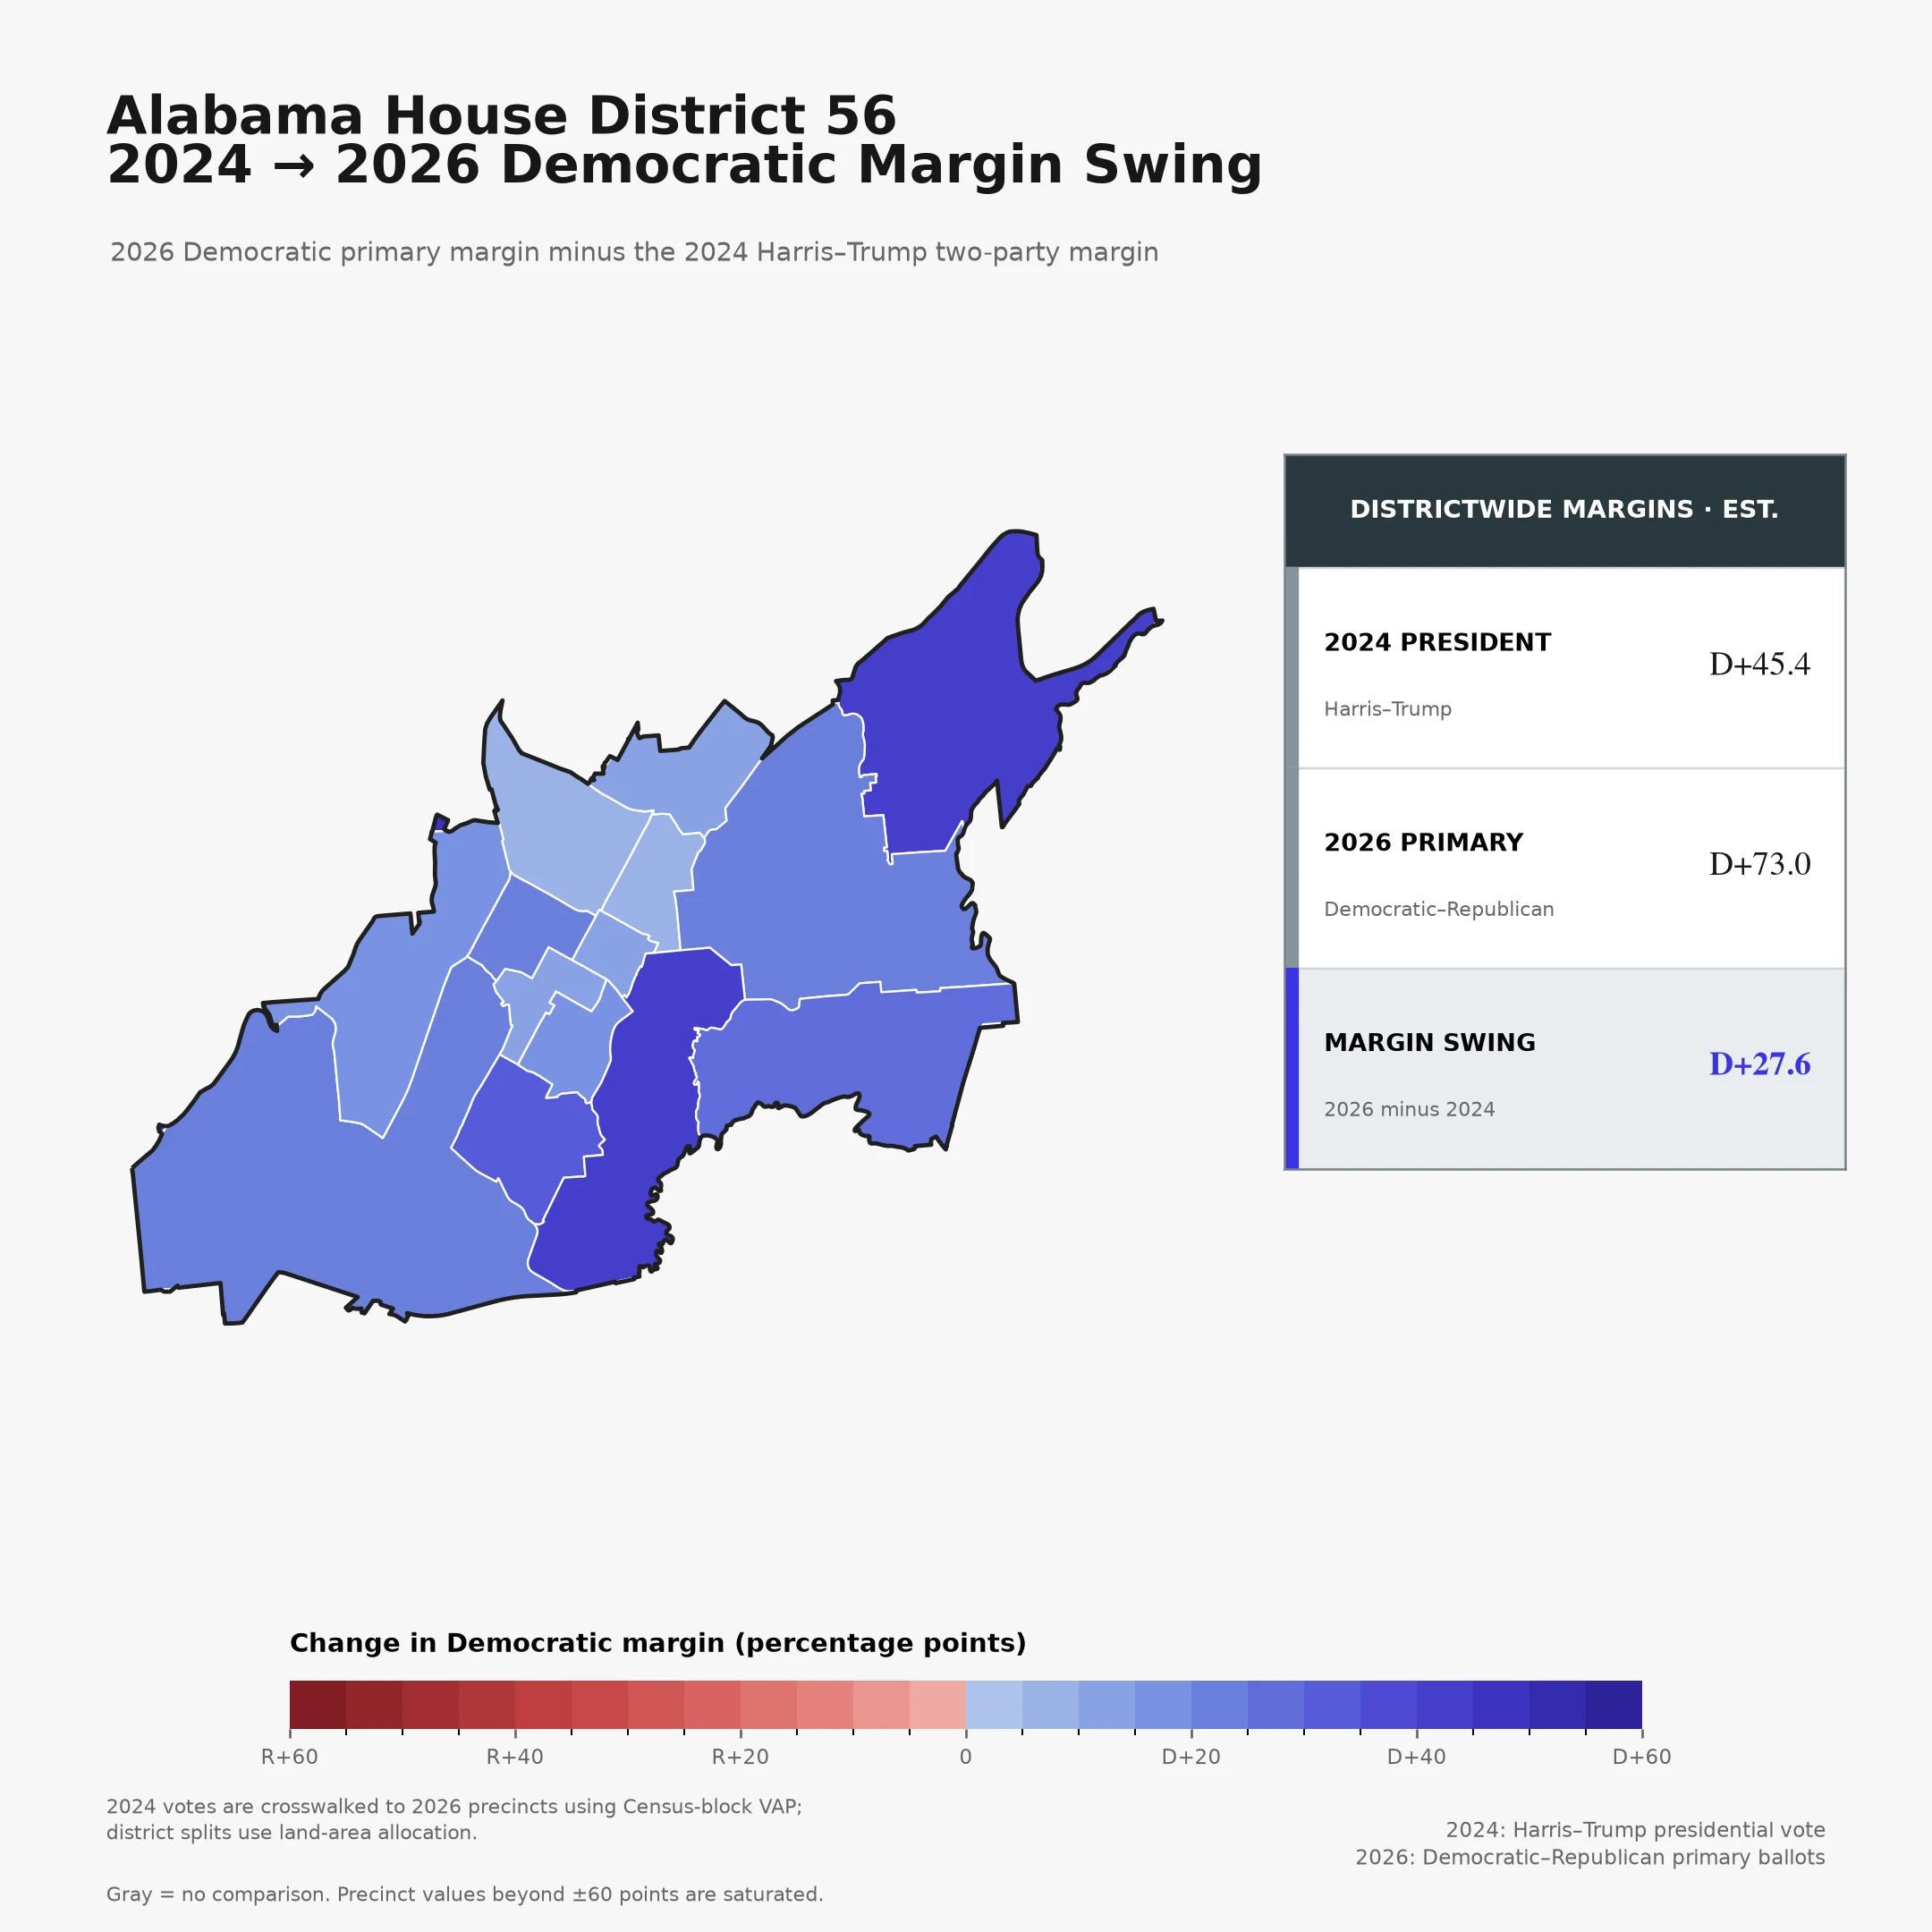 Alabama House District 56
2024 → 2026 Democratic Margin Swing
2026 Democratic primary margin minus the 2024 Harris–Trump two-party margin
DISTRICTWIDE MARGINS · EST.
2024 PRESIDENT
D+45.4
Harris–Trump
2026 PRIMARY
D+73.0
Democratic–Republican
MARGIN SWING
D+27.6
2026 minus 2024
Change in Democratic margin (percentage points)
R+60 R+40 R+20 0 D+20 D+40 D+60
2024 votes are crosswalked to 2026 precincts using Census-block VAP;
district splits use land-area allocation.
Gray = no comparison. Precinct values beyond ±60 points are saturated.
2024: Harris–Trump presidential vote
2026: Democratic–Republican primary ballots